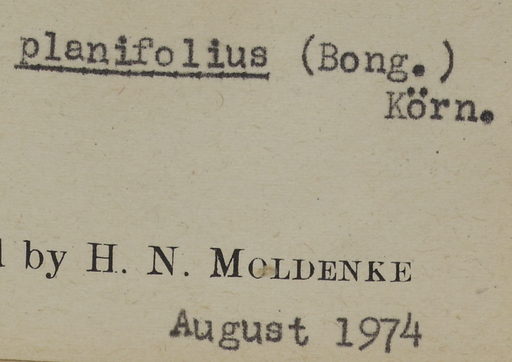 planifolius (Bong.)
Körn.
by H. N. MOLDENKE
August 1974